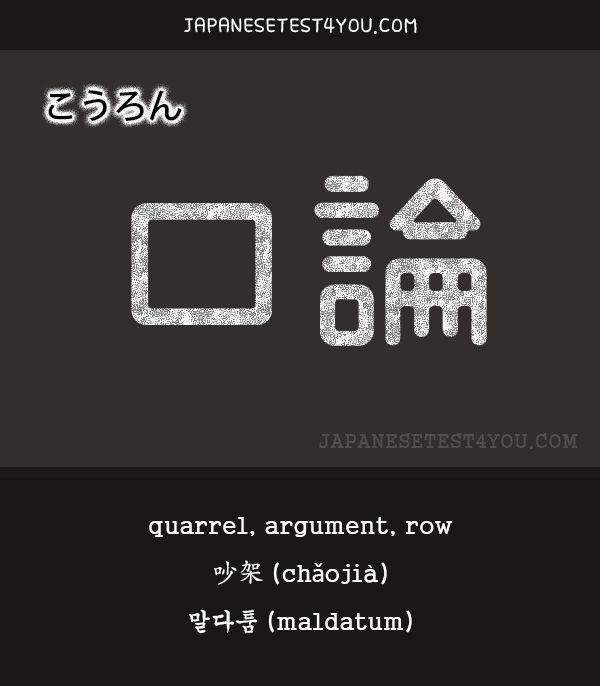 JAPANESETEST4YOU.COM
こうろん
口論
JAPANESETEST4YOU.COM
quarrel, argument, row
吵架 (chǎojià)
말다툼 (maldatum)